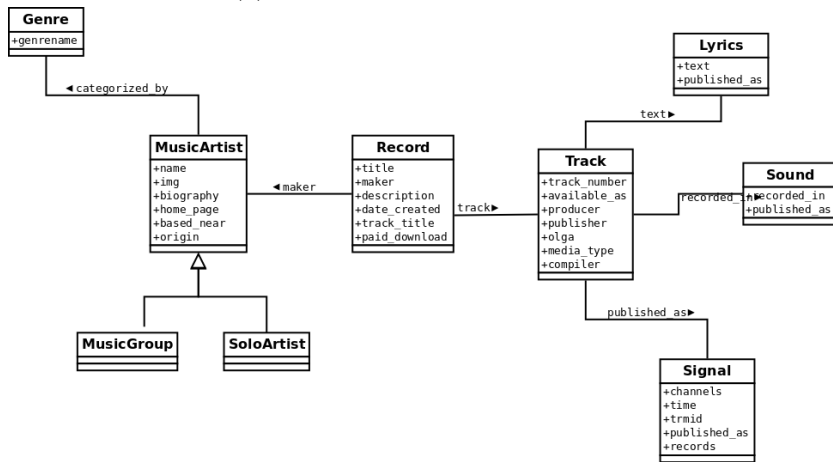 Genre
+genrename
◄categorized_by
MusicArtist
+name
+img
+biography
+home_page
+based_near
+origin
MusicGroup
SoloArtist
◄maker
Record
+title
+maker
+description
+date_created
+track_title
+paid_download
track►
Track
+track_number
+available_as
+producer
+publisher
+olga
+media_type
+compiler
text►
Lyrics
+text
+published_as
recorded_in►
Sound
+recorded_in
+published_as
published_as►
Signal
+channels
+time
+trmid
+published_as
+records